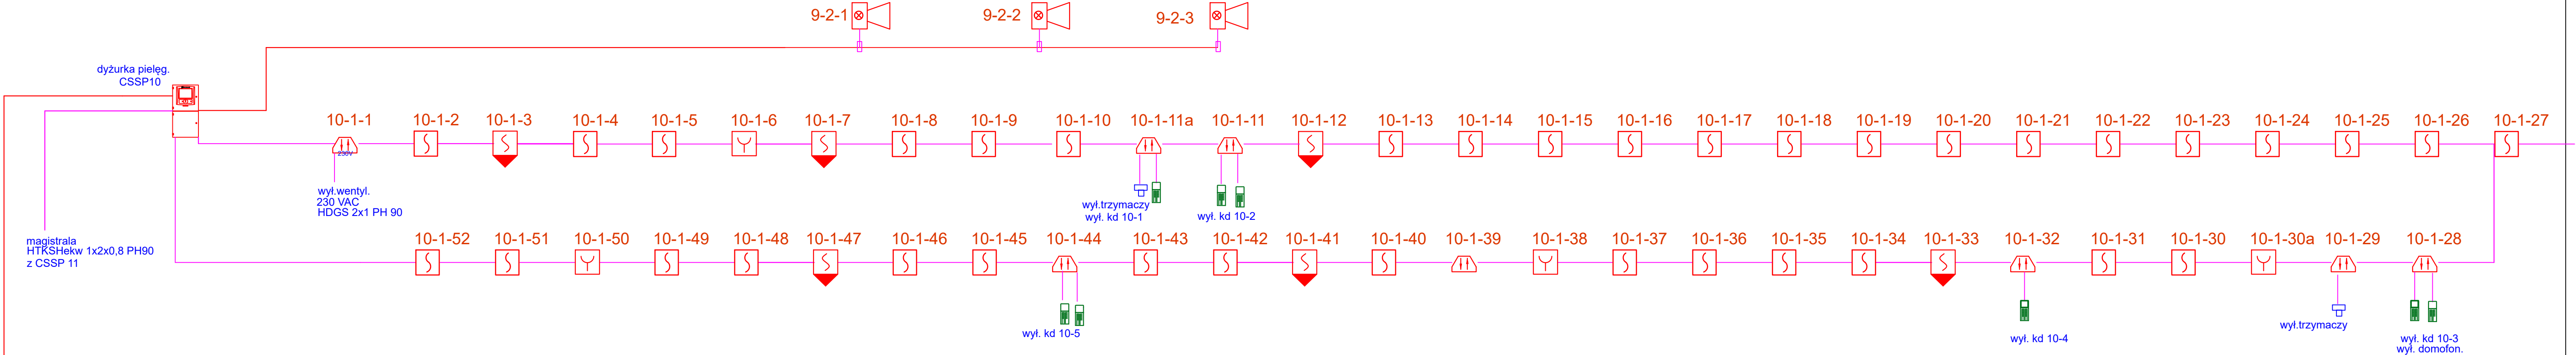 9-2-1
9-2-2
9-2-3
dyżurka pielęg.
CSSP10
10-1-1
10-1-2
10-1-3
10-1-4
10-1-5
10-1-6
10-1-7
10-1-8
10-1-9
10-1-10
10-1-11a
10-1-11
10-1-12
10-1-13
10-1-14
10-1-15
10-1-16
10-1-17
10-1-18
10-1-19
10-1-20
10-1-21
10-1-22
10-1-23
10-1-24
10-1-25
10-1-26
10-1-27
230V
wył.wentyl.
230 VAC
HDGS 2x1 PH 90
wył.trzymaczy
wył. kd 10-1
wył. kd 10-2
magistrala
HTKSHekw 1x2x0,8 PH90
z CSSP 11
10-1-52
10-1-51
10-1-50
10-1-49
10-1-48
10-1-47
10-1-46
10-1-45
10-1-44
10-1-43
10-1-42
10-1-41
10-1-40
10-1-39
10-1-38
10-1-37
10-1-36
10-1-35
10-1-34
10-1-33
10-1-32
10-1-31
10-1-30
10-1-30a
10-1-29
10-1-28
wył. kd 10-5
wył. kd 10-4
wył.trzymaczy
wył. kd 10-3
wył. domofon.